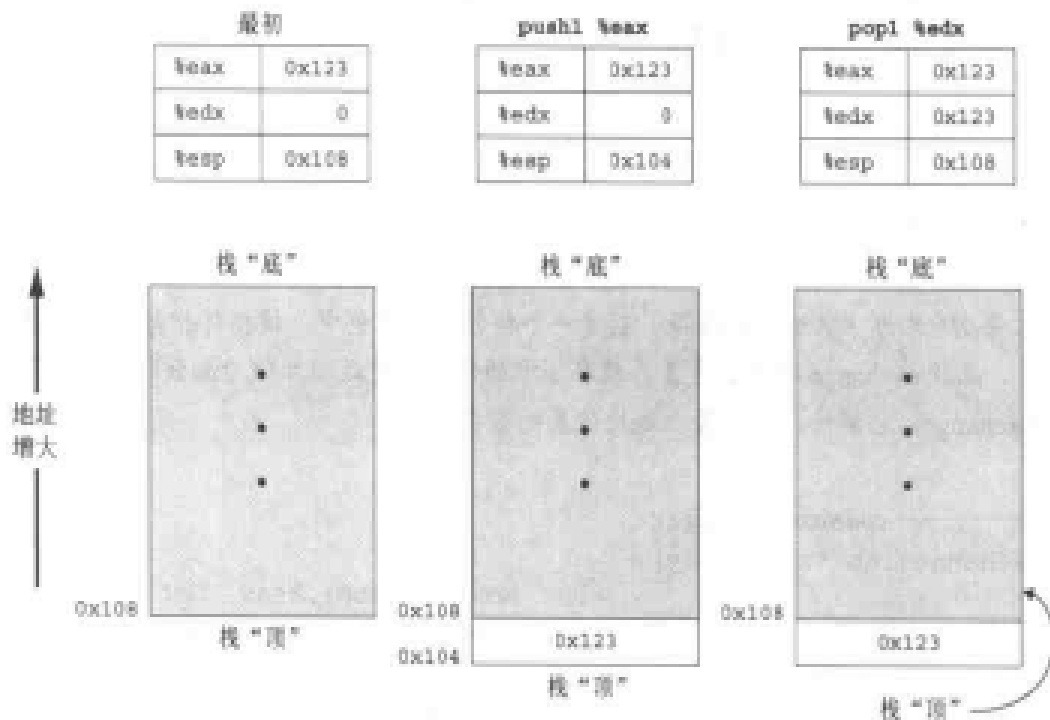 最初
%eax 0x123
%edx 0
%esp 0x108
pushl %eax
%eax 0x123
%edx 0
%esp 0x104
popl %edx
%eax 0x123
%edx 0x123
%esp 0x108
地址
增大
栈“底”
0x108
栈“顶”
栈“底”
0x108
0x123
0x104
栈“顶”
栈“底”
0x108
0x123
栈“顶”